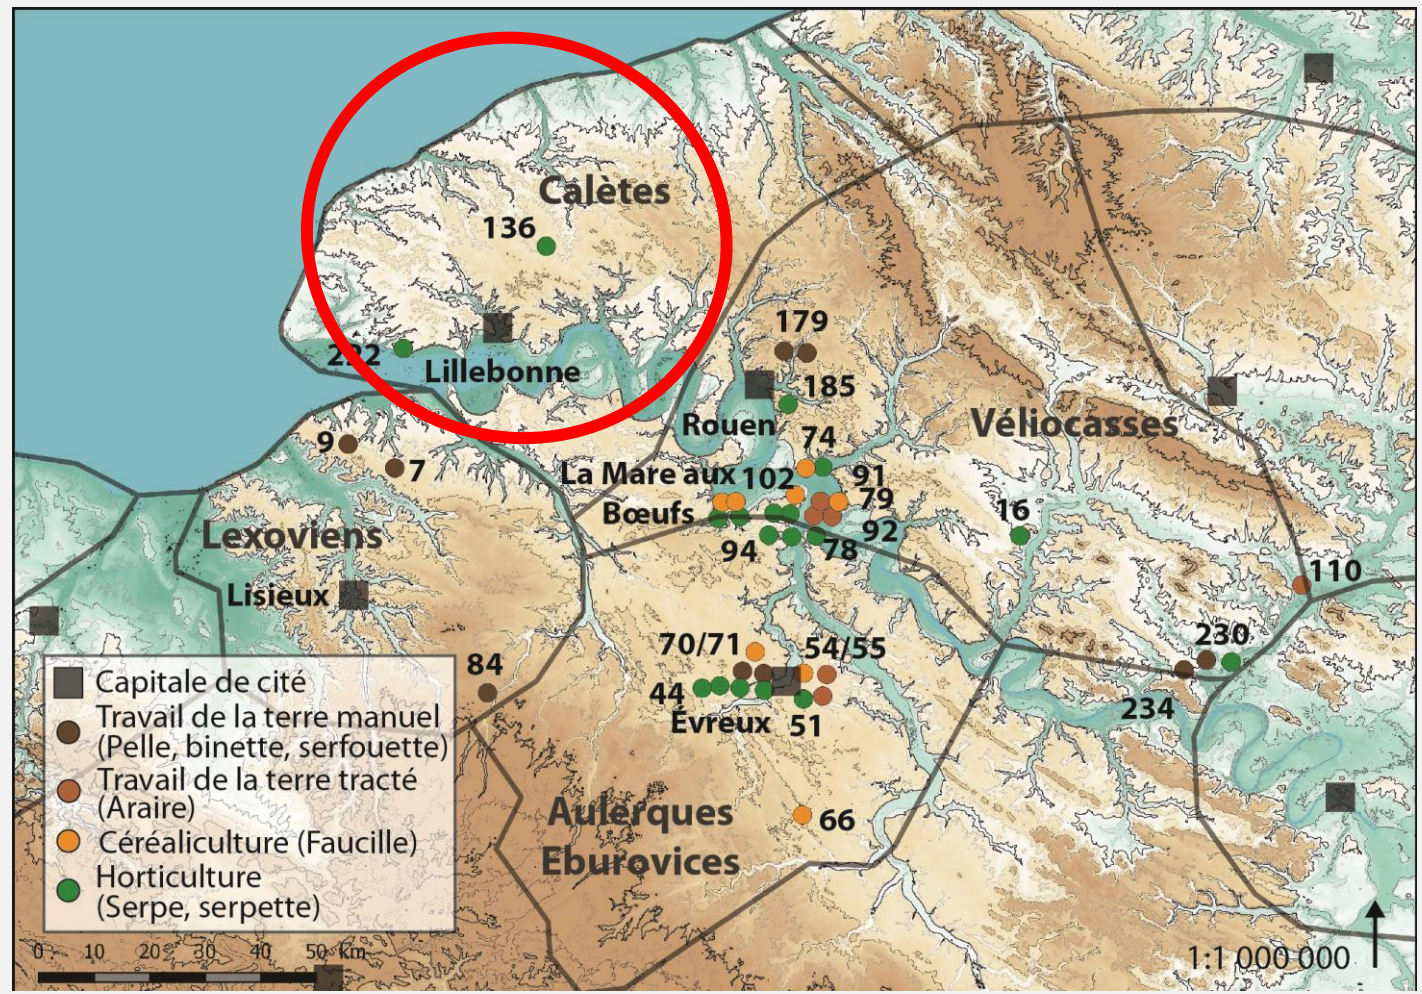 Calètes
136
222
Lillebonne
179
185
Rouen
74
Véliocasses
9
7
La Mare aux
102
91
79
Bœufs
92
16
94
78
Lexoviens
Lisieux
110
70/71
54/55
230
84
44
Évreux
51
234
Aulerques
Eburovices
66
Capitale de cité
Travail de la terre manuel
(Pelle, binette, serfouette)
Travail de la terre tracté
(Araire)
Céréaliculture (Faucille)
Horticulture
(Serpe, serpette)
0 10 20 30 50 km
1:1 000 000